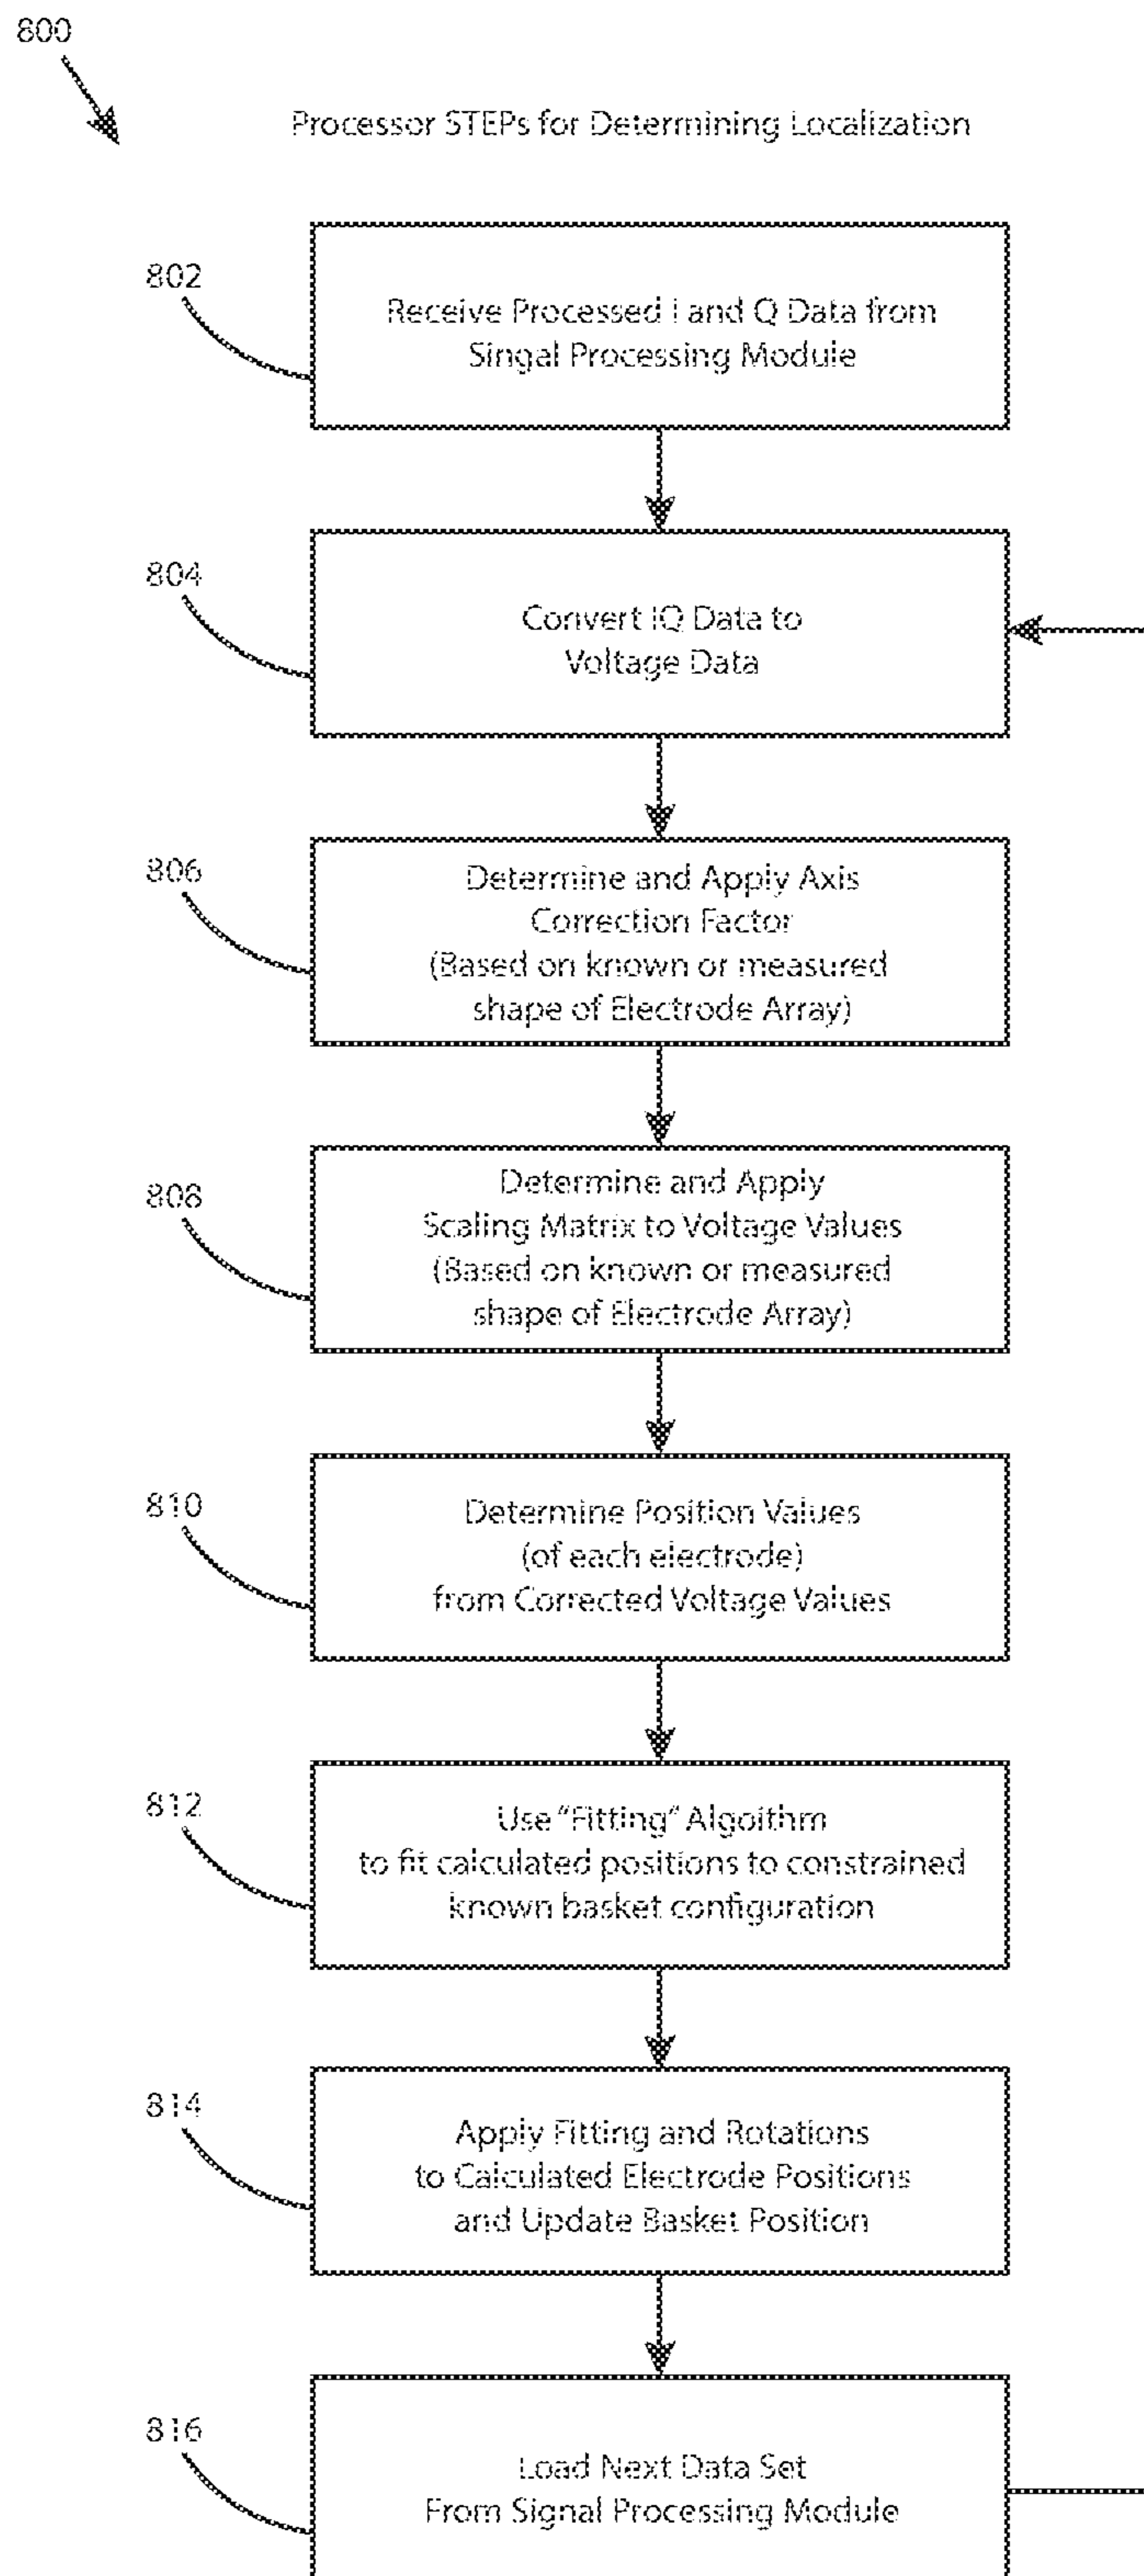 800
Processor STEPs for Determining Localization
802
Receive Processed I and Q Data from
Singal Processing Module
804
Convert IQ Data to
Voltage Data
806
Determine and Apply Axis
Correction Factor
(Based on known or measured
shape of Electrode Array)
808
Determine and Apply
Scaling Matrix to Voltage Values
(Based on known or measured
shape of Electrode Array)
810
Determine Position Values
(of each electrode)
from Corrected Voltage Values
812
Use “Fitting” Algoithm
to fit calculated positions to constrained
known basket configuration
814
Apply Fitting and Rotations
to Calculated Electrode Positions
and Update Basket Position
816
Load Next Data Set
From Signal Processing Module